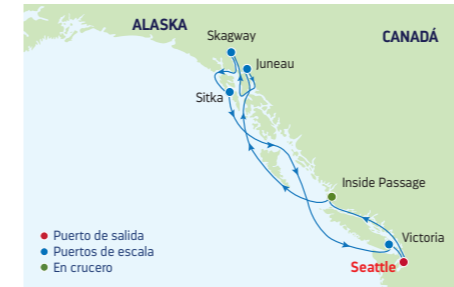 ALASKA
CANADÁ
Skagway
Juneau
Sitka
Inside Passage
Victoria
Seattle
Puerto de salida
Puertos de escala
En crucero